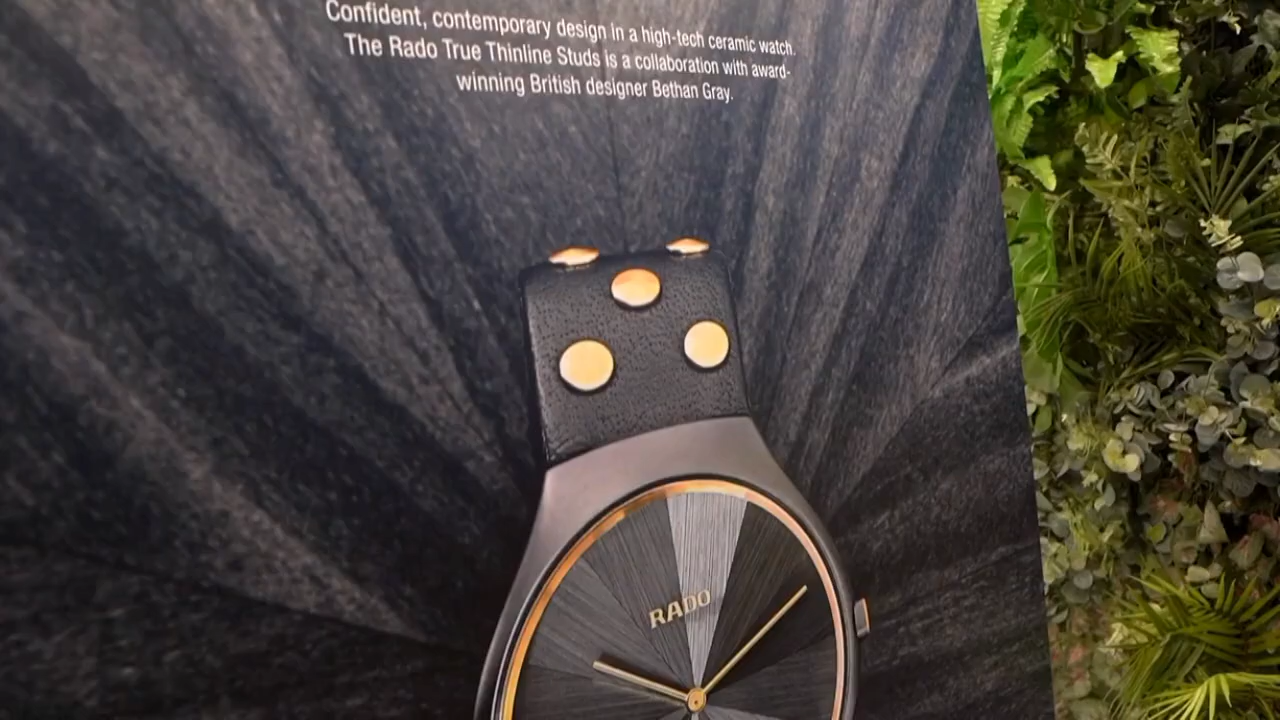 Confident, contemporary design in a high-tech ceramic watch.
The Rado True Thinline Studs is a collaboration with award-
winning British designer Bethan Gray.
RADO